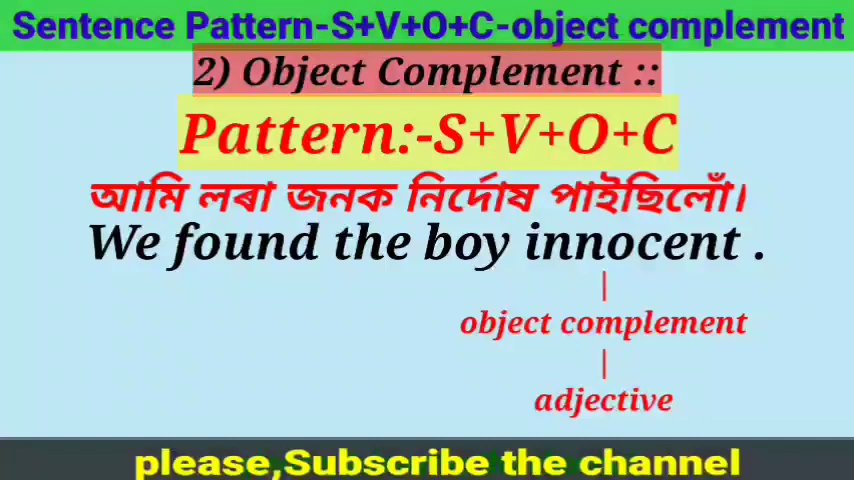 Sentence Pattern-S+V+O+C-object complement
2) Object Complement ::
Pattern:-S+V+O+C
আমি লৰা জনক নিৰ্দোষ পাইছিলোঁ।
We found the boy innocent .
|
object complement
|
adjective
please,Subscribe the channel